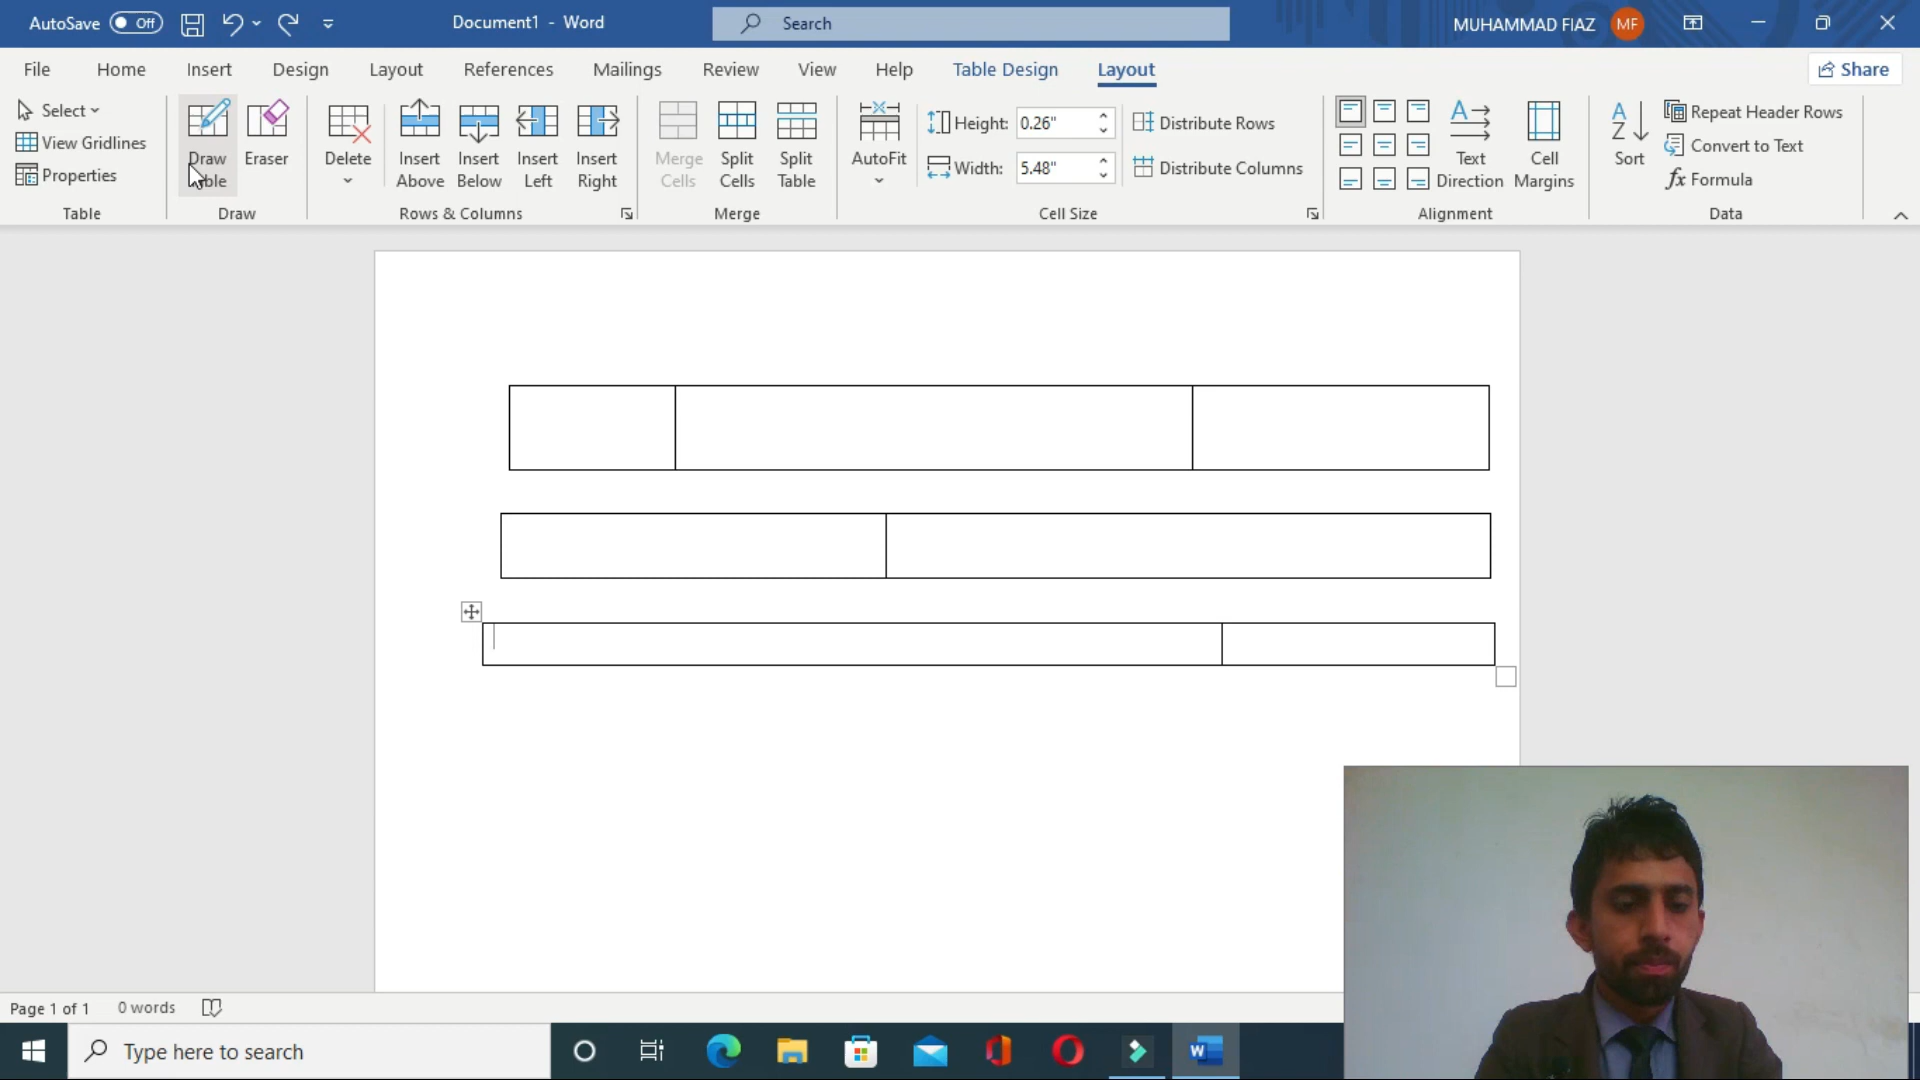 AutoSave Off Document1 - Word Search MUHAMMAD FIAZ MF
File Home Insert Design Layout References Mailings Review View Help Table Design Layout Share
Select
View Gridlines
Properties
Table
Draw Table
Eraser
Draw
Delete
Insert Above
Insert Below
Insert Left
Insert Right
Rows & Columns
Merge Cells
Split Cells
Split Table
Merge
AutoFit
Height: 0.26"
Width: 5.48"
Distribute Rows
Distribute Columns
Cell Size
Text Direction
Cell Margins
Alignment
A Z Sort
Repeat Header Rows
Convert to Text
fx Formula
Data
Page 1 of 1 0 words
Type here to search